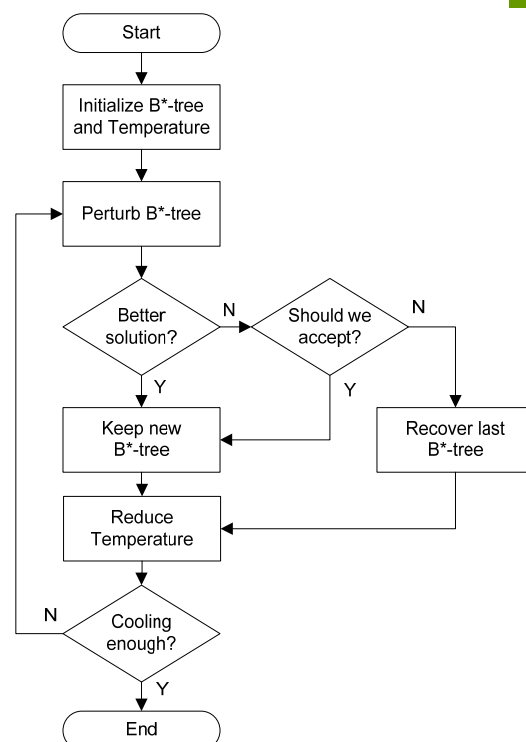 Start
Initialize B*-tree
and Temperature
Perturb B*-tree
Better
solution?
N
Should we
accept?
N
Y
Y
Keep new
B*-tree
Recover last
B*-tree
Reduce
Temperature
Cooling
enough?
N
Y
End